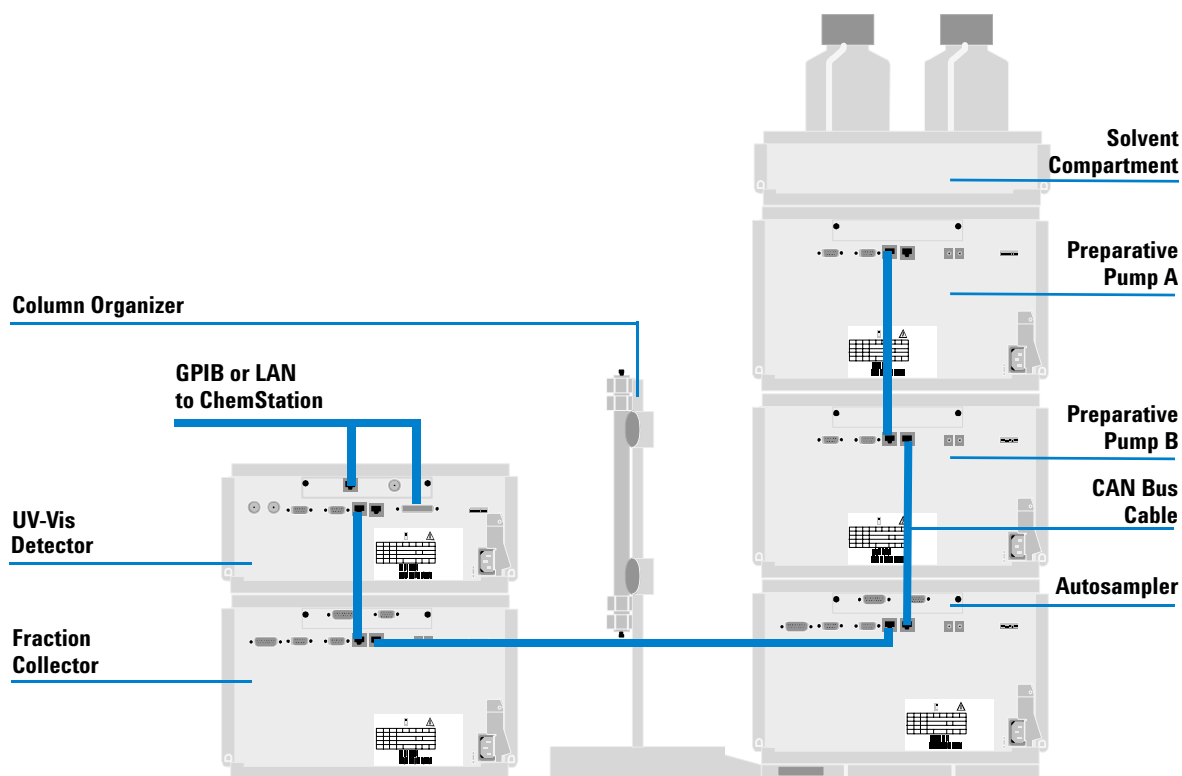 Solvent
Compartment
Preparative
Pump A
Column Organizer
GPIB or LAN
to ChemStation
Preparative
Pump B
CAN Bus
Cable
UV-Vis
Detector
Autosampler
Fraction
Collector